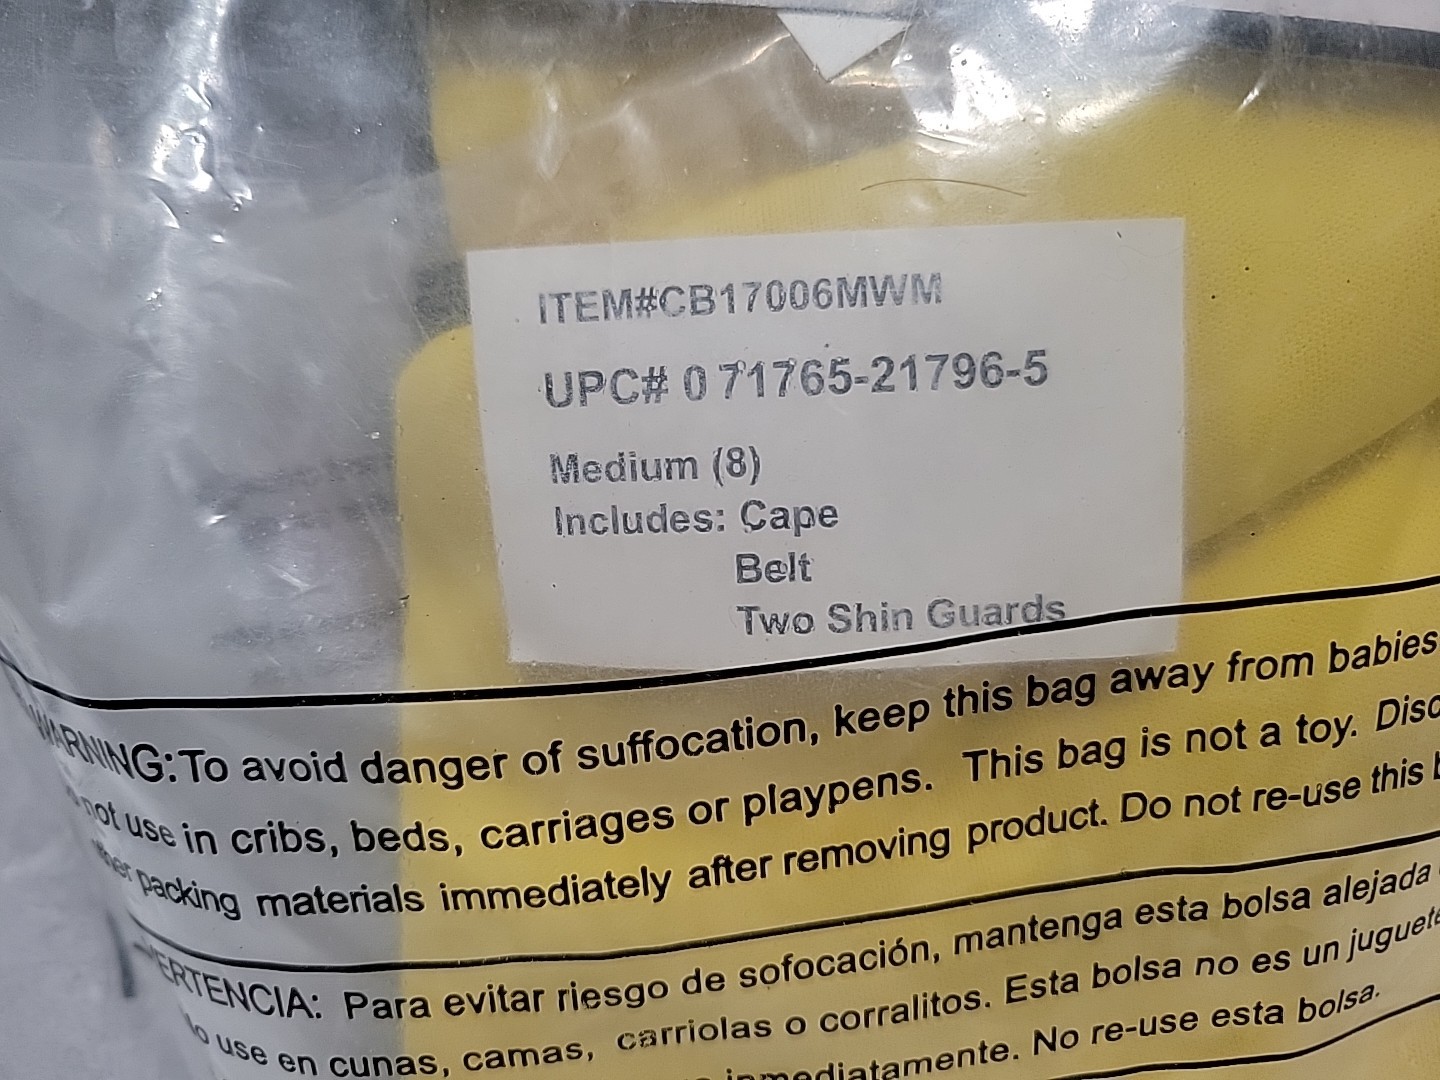 ITEM#CB17006MWM
UPC# 0 71765-21796-5
Medium (8)
Includes: Cape
Belt
Two Shin Guards
WARNING: To avoid danger of suffocation, keep this bag away from babies
not use in cribs, beds, carriages or playpens. This bag is not a toy.
packing materials immediately after removing product. Do not re-use this
Para evitar riesgo de sofocación, mantenga esta bolsa alejada
No use en cunas, camas, carriolas o corralitos. Esta bolsa no es un juguete
No re-use esta bolsa.